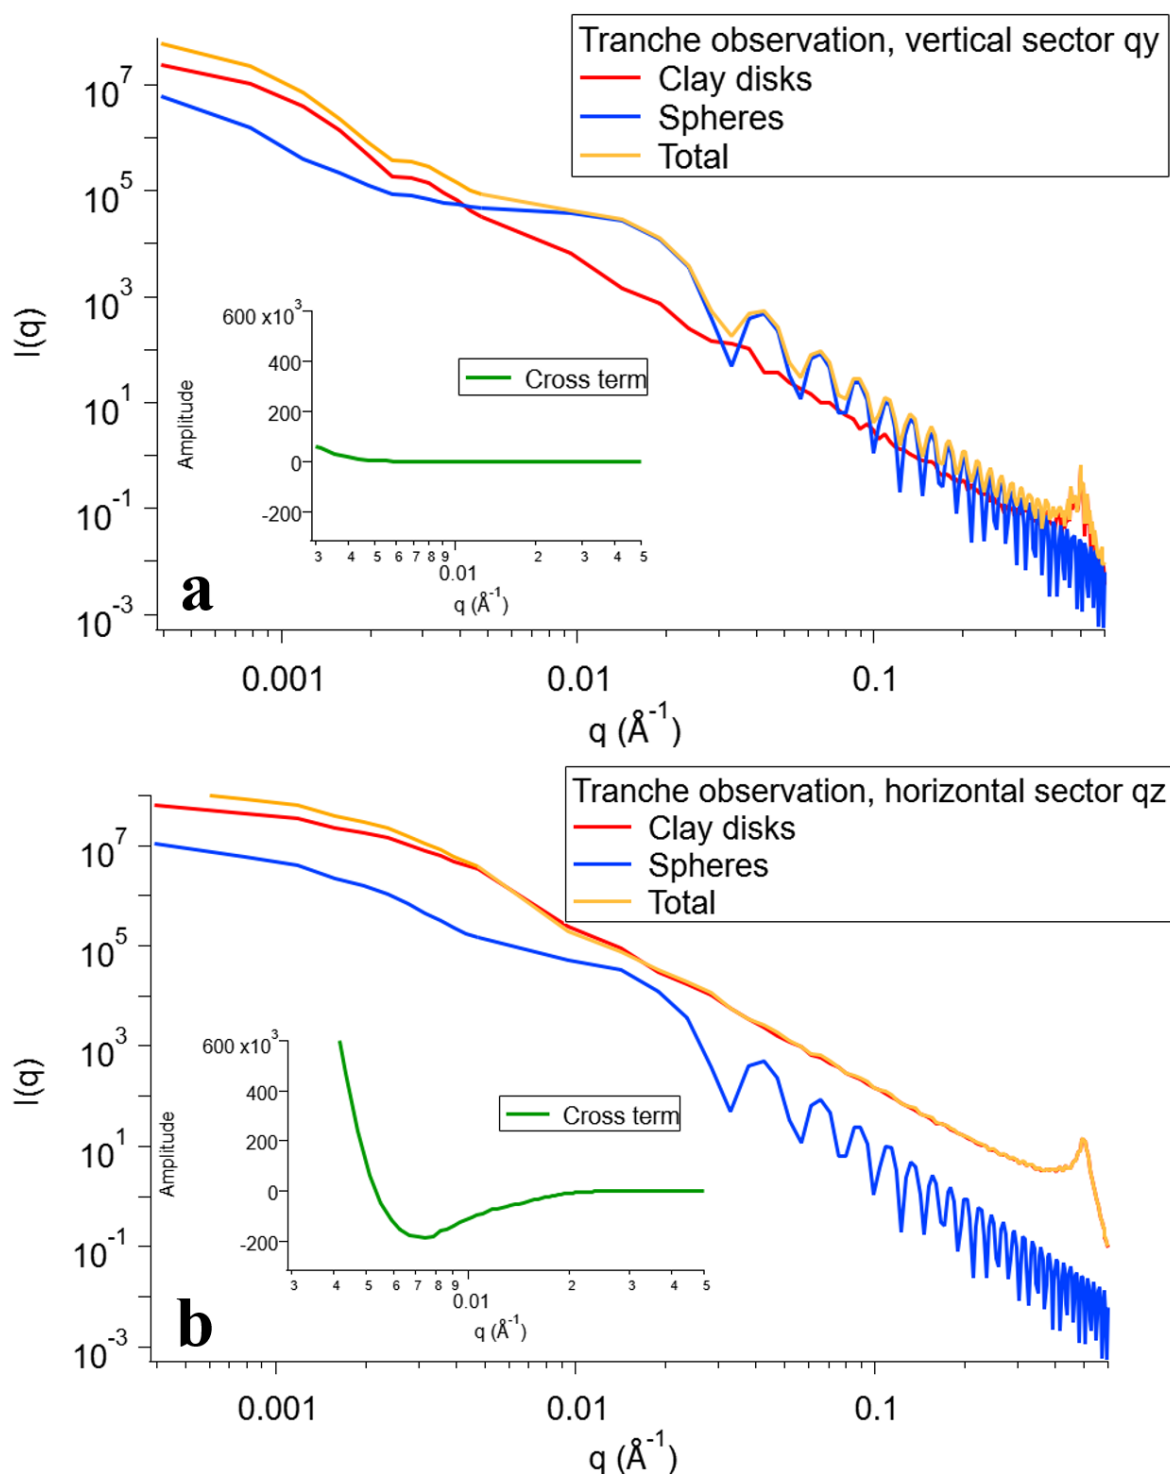 Tranche observation, vertical sector qy
Clay disks
Spheres
Total
10^7
10^5
10^3
10^1
10^-1
10^-3
I(q)
600 x10^3
400
200
0
-200
Amplitude
Cross term
3 4 5 6 7 8 9 2 3 4 5
0.01
q (Å^-1)
a
0.001 0.01 0.1
q (Å^-1)
Tranche observation, horizontal sector qz
Clay disks
Spheres
Total
10^7
10^5
10^3
10^1
10^-1
10^-3
I(q)
600 x10^3
400
200
0
-200
Amplitude
Cross term
3 4 5 6 7 8 9 2 3 4 5
0.01
q (Å^-1)
b
0.001 0.01 0.1
q (Å^-1)